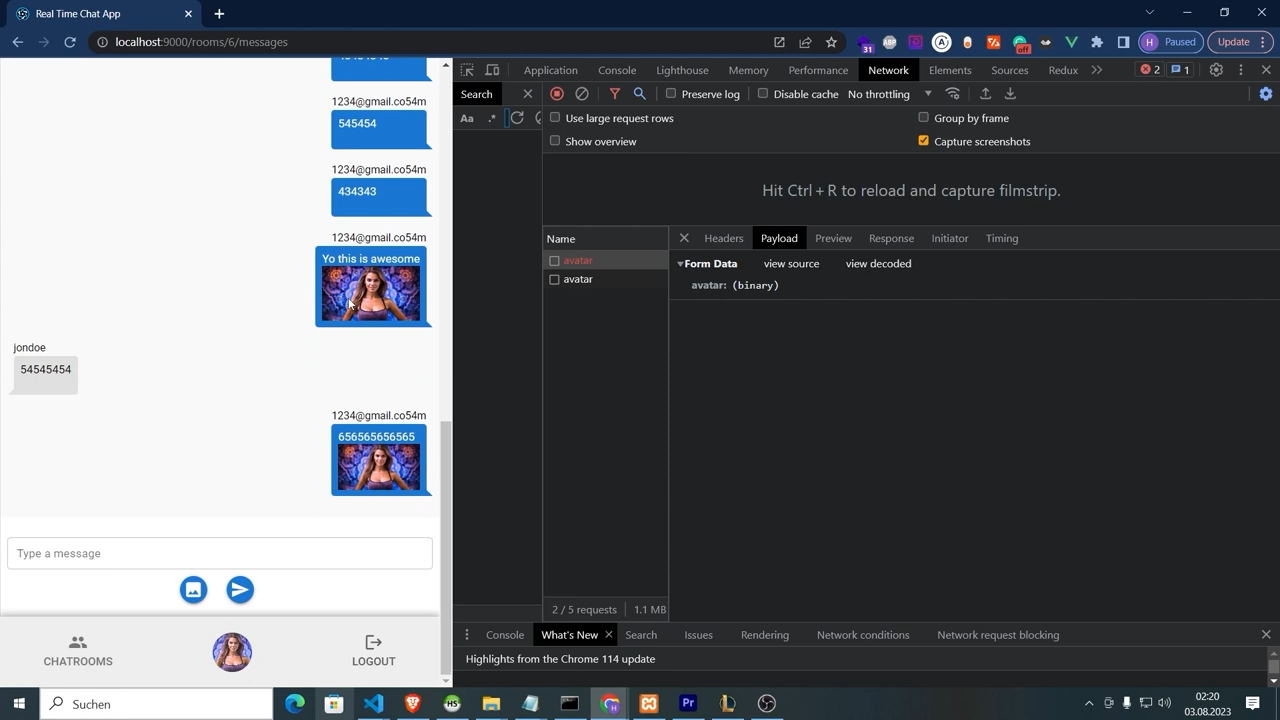 Real Time Chat App
localhost:9000/rooms/6/messages
31
ABP
A
off
H Paused
Update
1234@gmail.co54m
545454
1234@gmail.co54m
434343
1234@gmail.co54m
Yo this is awesome
jondoe
54545454
1234@gmail.co54m
656565656565
Type a message
CHATROOMS
LOGOUT
Application Console Lighthouse Memory Performance Network Elements Sources Redux 2 1
Search
Preserve log Disable cache No throttling
Aa .*
Use large request rows Group by frame
Show overview Capture screenshots
Hit Ctrl + R to reload and capture filmstrip.
Name
avatar
avatar
Headers Payload Preview Response Initiator Timing
Form Data view source view decoded
avatar: (binary)
2 / 5 requests 1.1 MB
Console What's New Search Issues Rendering Network conditions Network request blocking
Highlights from the Chrome 114 update
Suchen
HS
Pr
02:20
03.08.2023